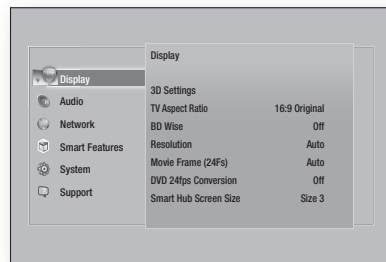 Display
Audio
Network
Smart Features
System
Support
Display
3D Settings
TV Aspect Ratio 16:9 Original
BD Wise Off
Resolution Auto
Movie Frame (24Fs) Auto
DVD 24fps Conversion Off
Smart Hub Screen Size Size 3